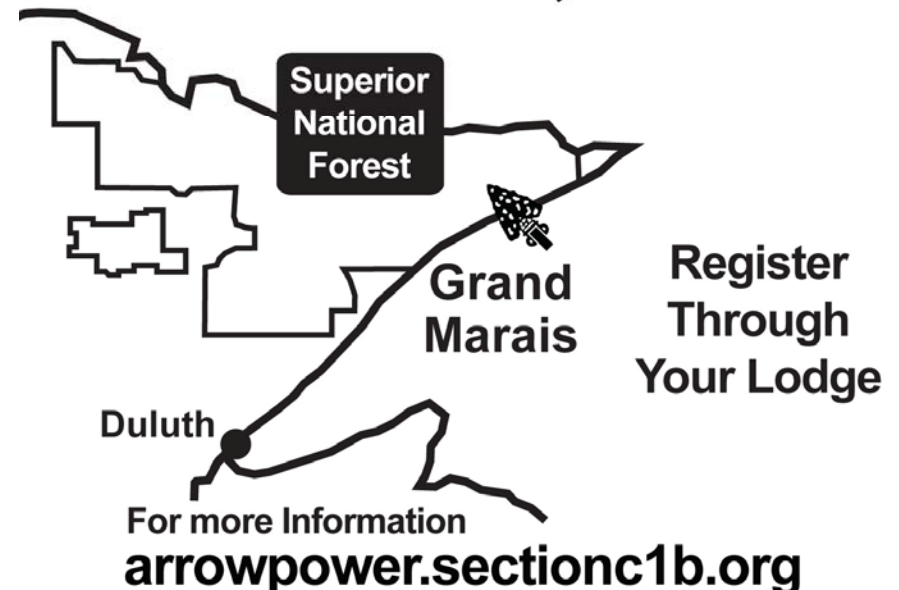 Superior
National
Forest
Grand
Marais
Register
Through
Your Lodge
Duluth
For more Information
arrowpower.sectionc1b.org